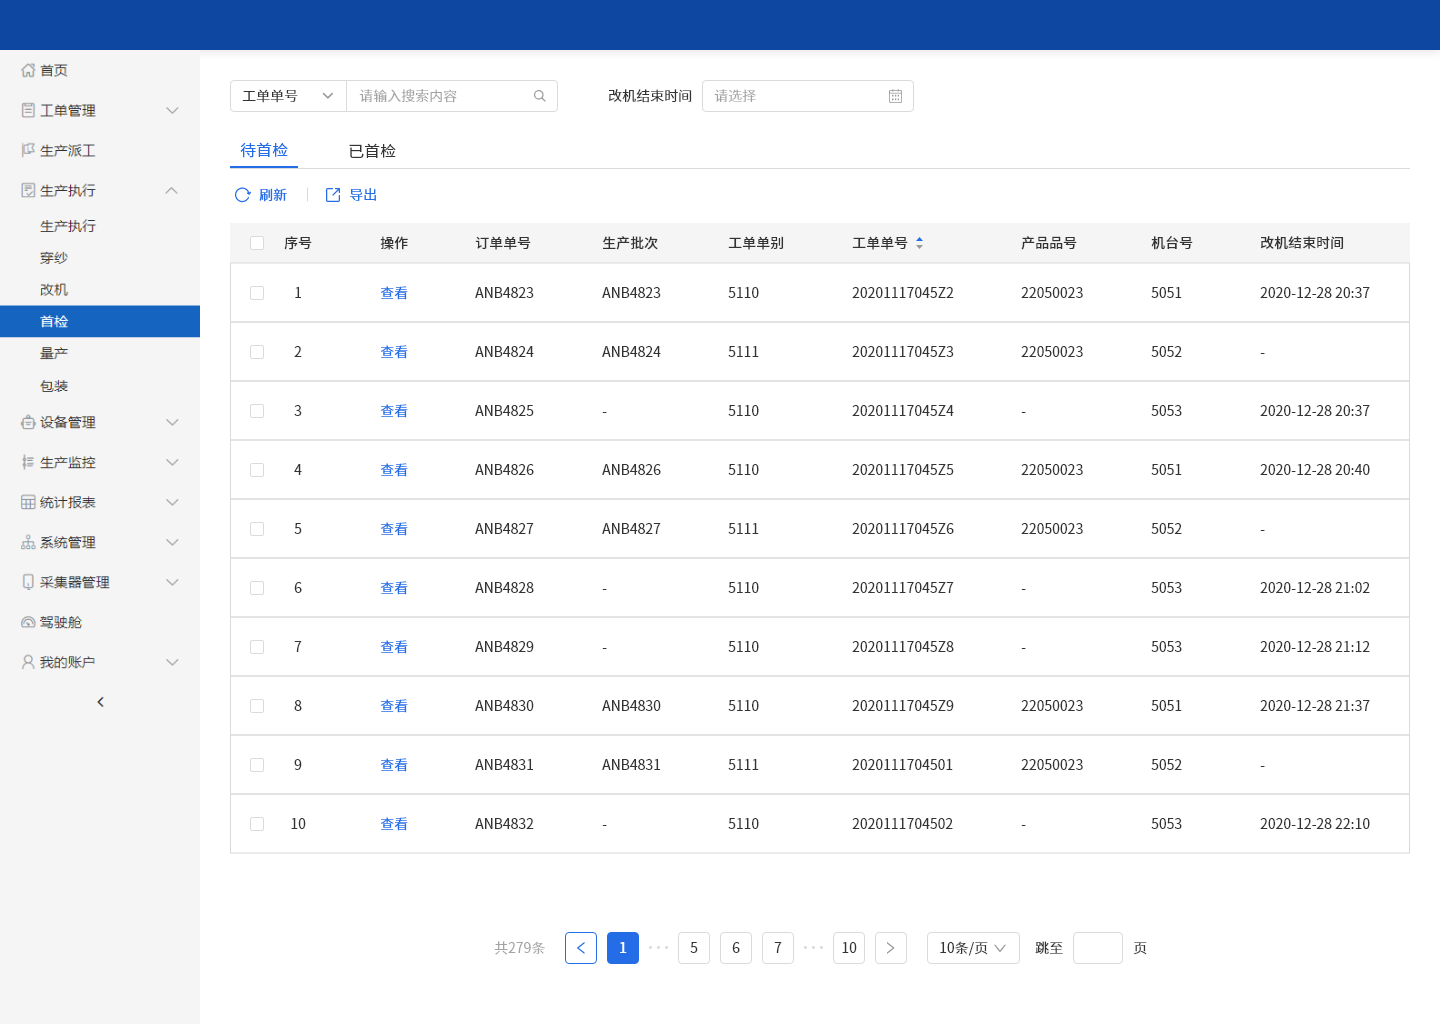 首页
工单管理
生产派工
生产执行
生产执行
穿纱
改机
首检
量产
包装
设备管理
生产监控
统计报表
系统管理
采集器管理
驾驶舱
我的账户
工单单号 请输入搜索内容 改机结束时间 请选择
待首检 已首检
刷新 导出
序号 操作 订单单号 生产批次 工单单别 工单单号 产品品号 机台号 改机结束时间
1 查看 ANB4823 ANB4823 5110 20201117045Z2 22050023 5051 2020-12-28 20:37
2 查看 ANB4824 ANB4824 5111 20201117045Z3 22050023 5052 -
3 查看 ANB4825 - 5110 20201117045Z4 - 5053 2020-12-28 20:37
4 查看 ANB4826 ANB4826 5110 20201117045Z5 22050023 5051 2020-12-28 20:40
5 查看 ANB4827 ANB4827 5111 20201117045Z6 22050023 5052 -
6 查看 ANB4828 - 5110 20201117045Z7 - 5053 2020-12-28 21:02
7 查看 ANB4829 - 5110 20201117045Z8 - 5053 2020-12-28 21:12
8 查看 ANB4830 ANB4830 5110 20201117045Z9 22050023 5051 2020-12-28 21:37
9 查看 ANB4831 ANB4831 5111 2020111704501 22050023 5052 -
10 查看 ANB4832 - 5110 2020111704502 - 5053 2020-12-28 22:10
共279条 1 ··· 5 6 7 ··· 10 10条/页 跳至 页